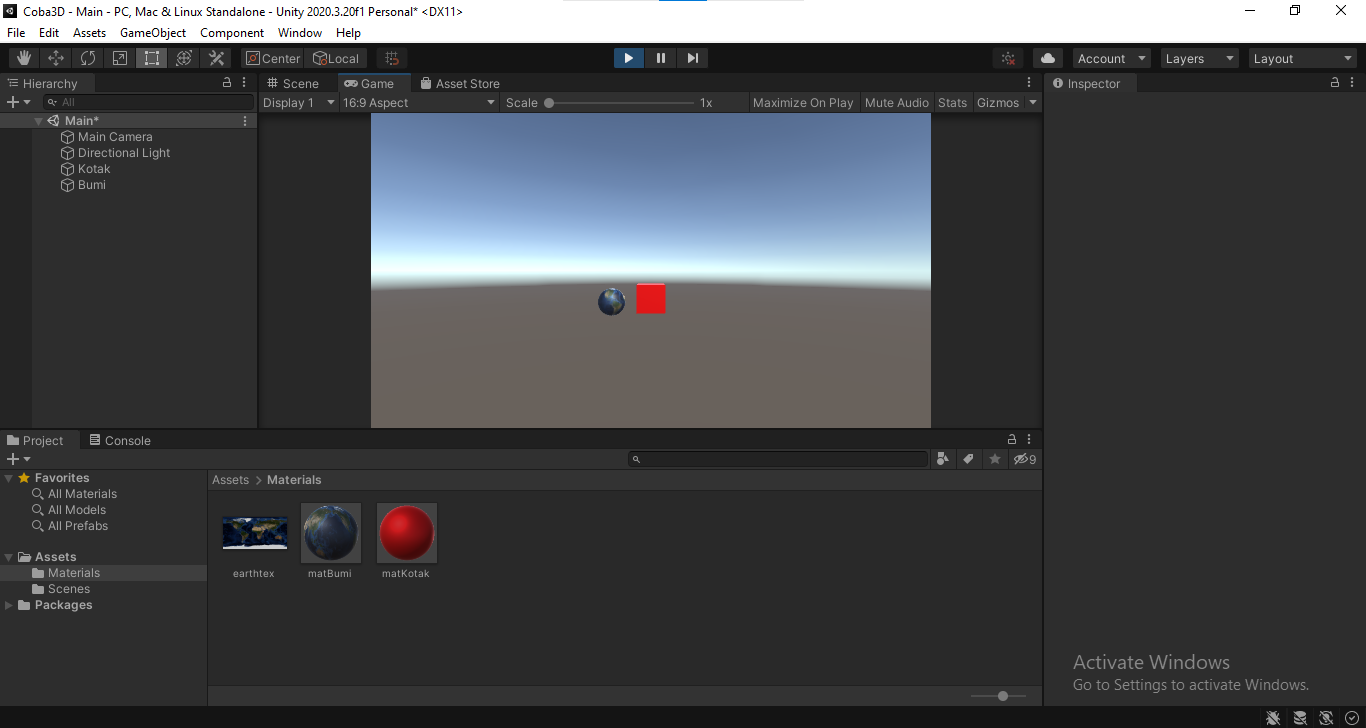 Coba3D - Main - PC, Mac & Linux Standalone - Unity 2020.3.20f1 Personal* <DX11>
File Edit Assets GameObject Component Window Help
Center Local Account Layers Layout
Hierarchy Scene Game Asset Store Inspector
All Display 1 16:9 Aspect Scale 1x Maximize On Play Mute Audio Stats Gizmos
Main*
Main Camera
Directional Light
Kotak
Bumi
Project Console
9
Favorites
All Materials
All Models
All Prefabs
Assets
Materials
Scenes
Packages
Assets > Materials
earthtex matBumi matKotak
Activate Windows
Go to Settings to activate Windows.